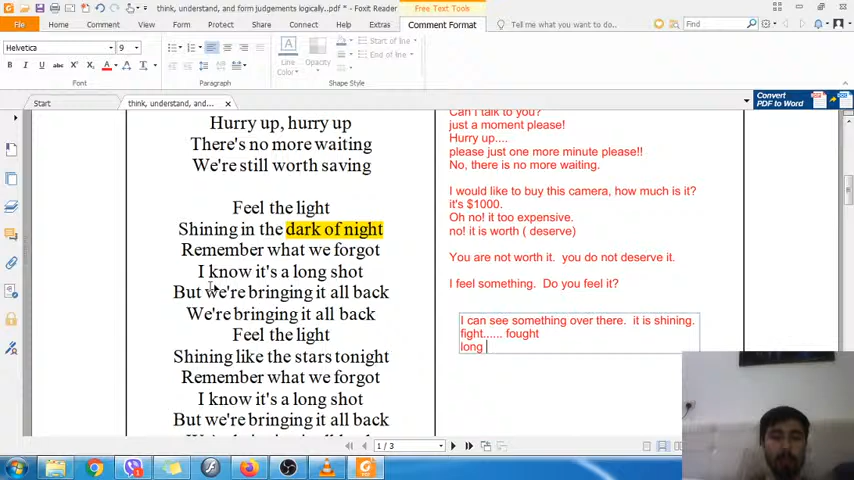 think, understand, and form judgements logically..pdf * - Foxit Reader
Free Text Tools
File Home Comment View Form Protect Share Connect Help Extras Comment Format
Tell me what you want to do...
Find
Helvetica 9
B I U abc X² X₂ A
Font
Line Color
Opacity
Start of line
End of line
Shape Style
Start
think, understand, and...
Convert PDF to Word
Hurry up, hurry up
There's no more waiting
We're still worth saving
Feel the light
Shining in the dark of night
Remember what we forgot
I know it's a long shot
But we're bringing it all back
We're bringing it all back
Feel the light
Shining like the stars tonight
Remember what we forgot
I know it's a long shot
But we're bringing it all back
Can I talk to you?
just a moment please!
Hurry up....
please just one more minute please!!
No, there is no more waiting.
I would like to buy this camera, how much is it?
it's $1000.
Oh no! it too expensive.
no! it is worth ( deserve)
You are not worth it. you do not deserve it.
I feel something. Do you feel it?
I can see something over there. it is shining.
fight...... fought
long
1 / 3